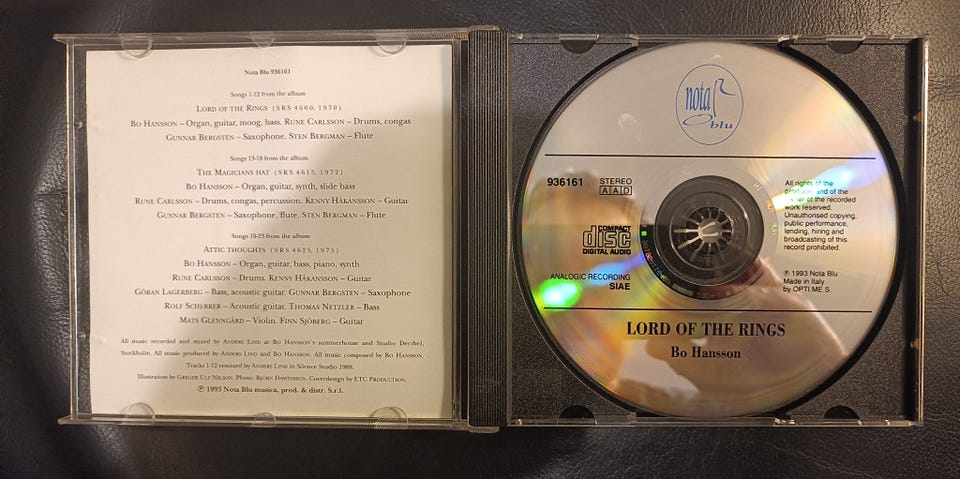 Nota Blu 936161
Songs 1-12 from the album
LORD OF THE RINGS (SRS 4600, 1970)
BO HANSSON – Organ, guitar, moog, bass. RUNE CARLSSON – Drums, congas
GUNNAR BERGSTEN – Saxophone. STEN BERGMAN – Flute
Songs 13-18 from the album
THE MAGICIANS HAT (SRS 4615, 1972)
BO HANSSON – Organ, guitar, synth, slide bass
RUNE CARLSSON – Drums, congas, percussion. KENNY HÅKANSSON – Guitar
GUNNAR BERGSTEN – Saxophone, flute. STEN BERGMAN – Flute
Songs 19-23 from the album
ATTIC THOUGHTS (SRS 4625, 1975)
BO HANSSON – Organ, guitar, bass, piano, synth
RUNE CARLSSON – Drums. KENNY HÅKANSSON – Guitar
GÖRAN LAGERBERG – Bass, acoustic guitar. GUNNAR BERGSTEN – Saxophone
ROLF SCHERRER – Acoustic guitar. THOMAS NETZLER – Bass
MATS GLENNGÅRD – Violin. FINN SJÖBERG – Guitar
All music recorded and mixed by ANDERS LIND at BO HANSSON's summerhouse and Studio Decibel,
Stockholm. All music produced by ANDERS LIND and BO HANSSON. All music composed by BO HANSSON.
Tracks 1-12 remixed by ANDERS LIND in Silence Studio 1988.
Illustration by GREGER ULF NILSON. Photo: BJÖRN DAWIDSSON. Coverdesign by ETC PRODUCTION.
℗ 1993 Nota Blu musica, prod. & distr. S.r.l.
nota
blu
936161
STEREO
AAD
COMPACT
disc
DIGITAL AUDIO
ANALOGIC RECORDING
SIAE
All rights of the
producer and of the
owner of the recorded
work reserved.
Unauthorised copying,
public performance,
lending, hiring and
broadcasting of this
record prohibited.
℗ 1993 Nota Blu
Made in Italy
by OPTI.ME.S.
LORD OF THE RINGS
Bo Hansson